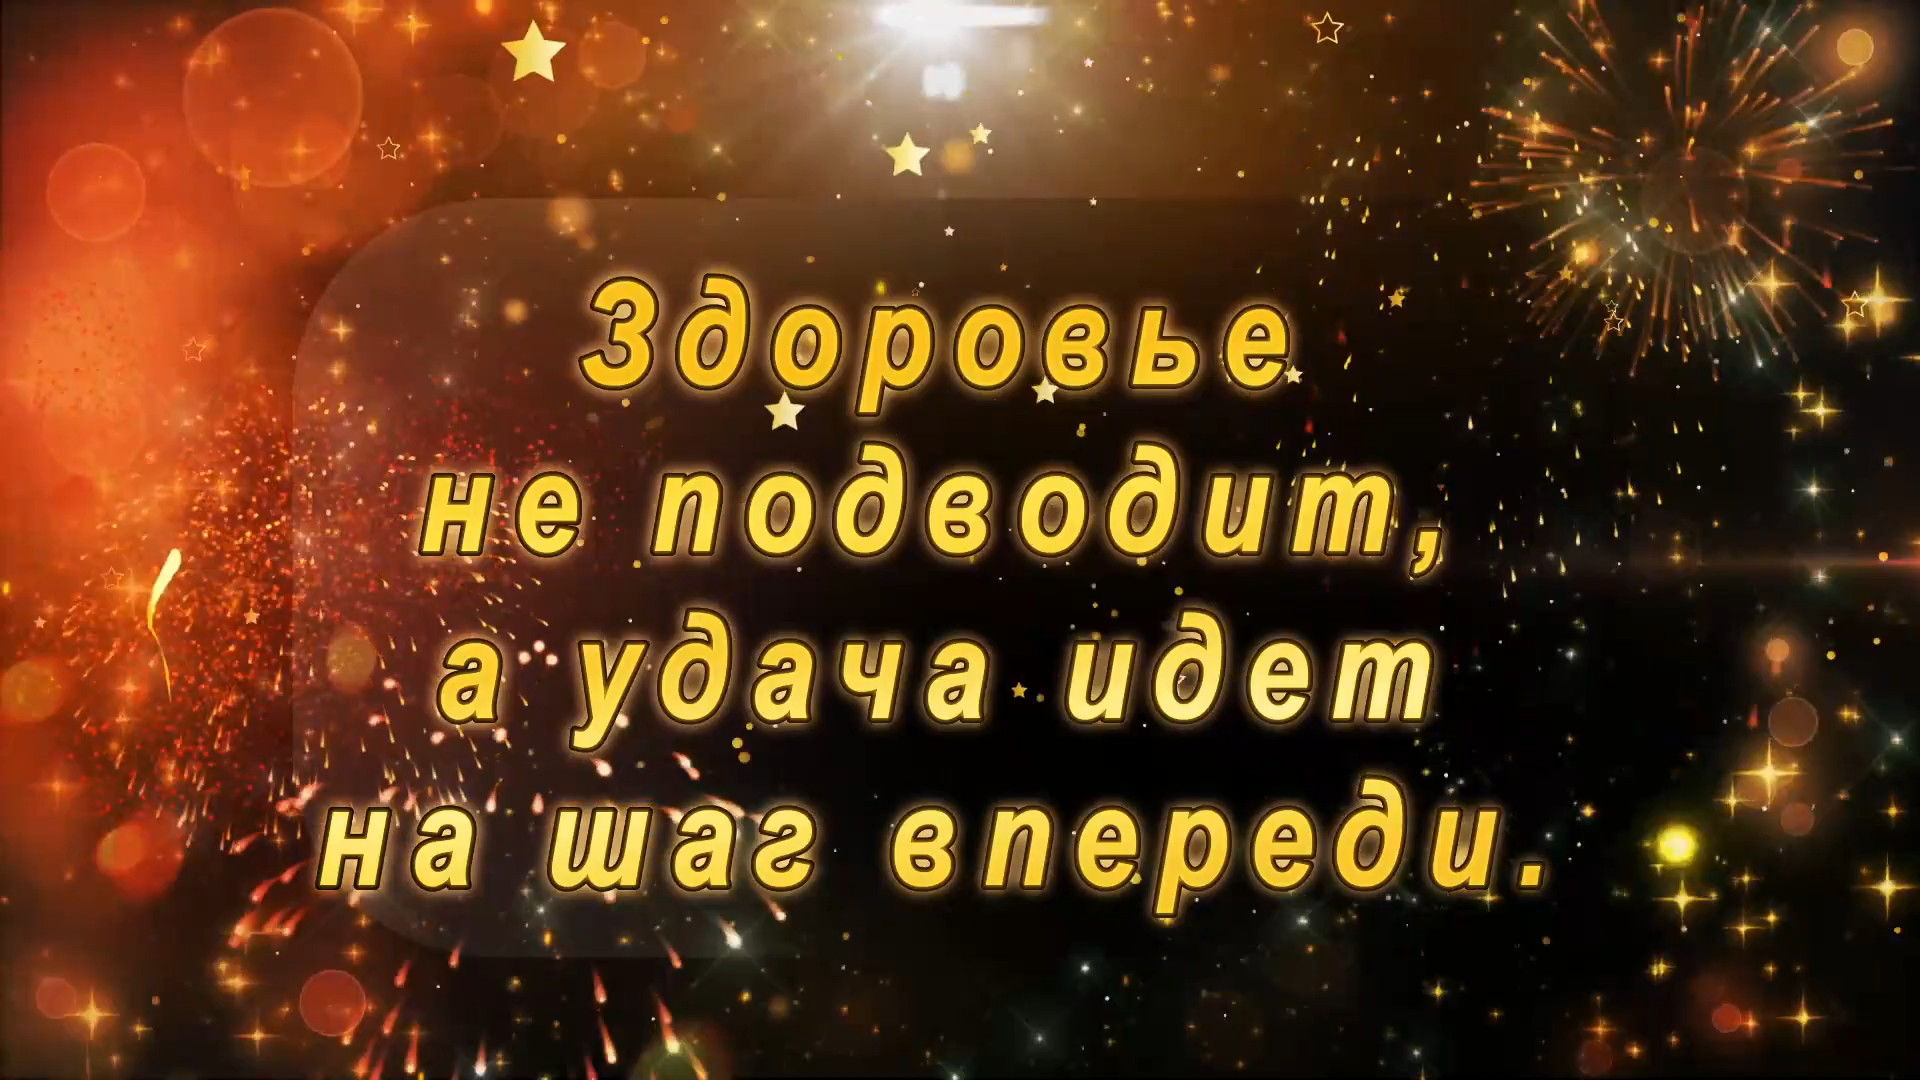 Здоровье
не подводит,
а удача идет
на шаг впереди.